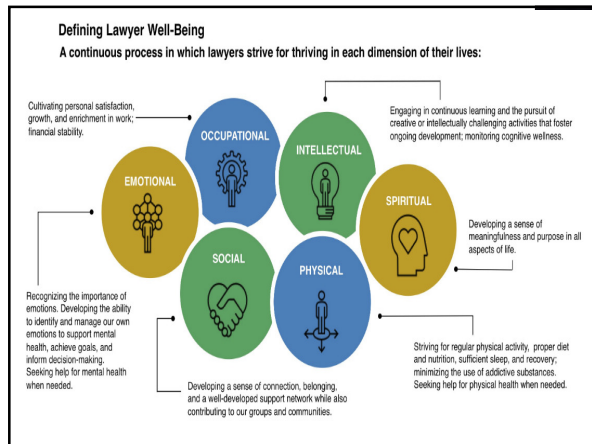 Defining Lawyer Well-Being
A continuous process in which lawyers strive for thriving in each dimension of their lives:
Cultivating personal satisfaction,
growth, and enrichment in work;
financial stability.
OCCUPATIONAL
INTELLECTUAL
Engaging in continuous learning and the pursuit of
creative or intellectually challenging activities that foster
ongoing development; monitoring cognitive wellness.
EMOTIONAL
SPIRITUAL
Developing a sense of
meaningfulness and purpose in all
aspects of life.
SOCIAL
PHYSICAL
Recognizing the importance of
emotions. Developing the ability
to identify and manage our own
emotions to support mental
health, achieve goals, and
inform decision-making.
Seeking help for mental health
when needed.
Developing a sense of connection, belonging,
and a well-developed support network while also
contributing to our groups and communities.
Striving for regular physical activity, proper diet
and nutrition, sufficient sleep, and recovery;
minimizing the use of addictive substances.
Seeking help for physical health when needed.